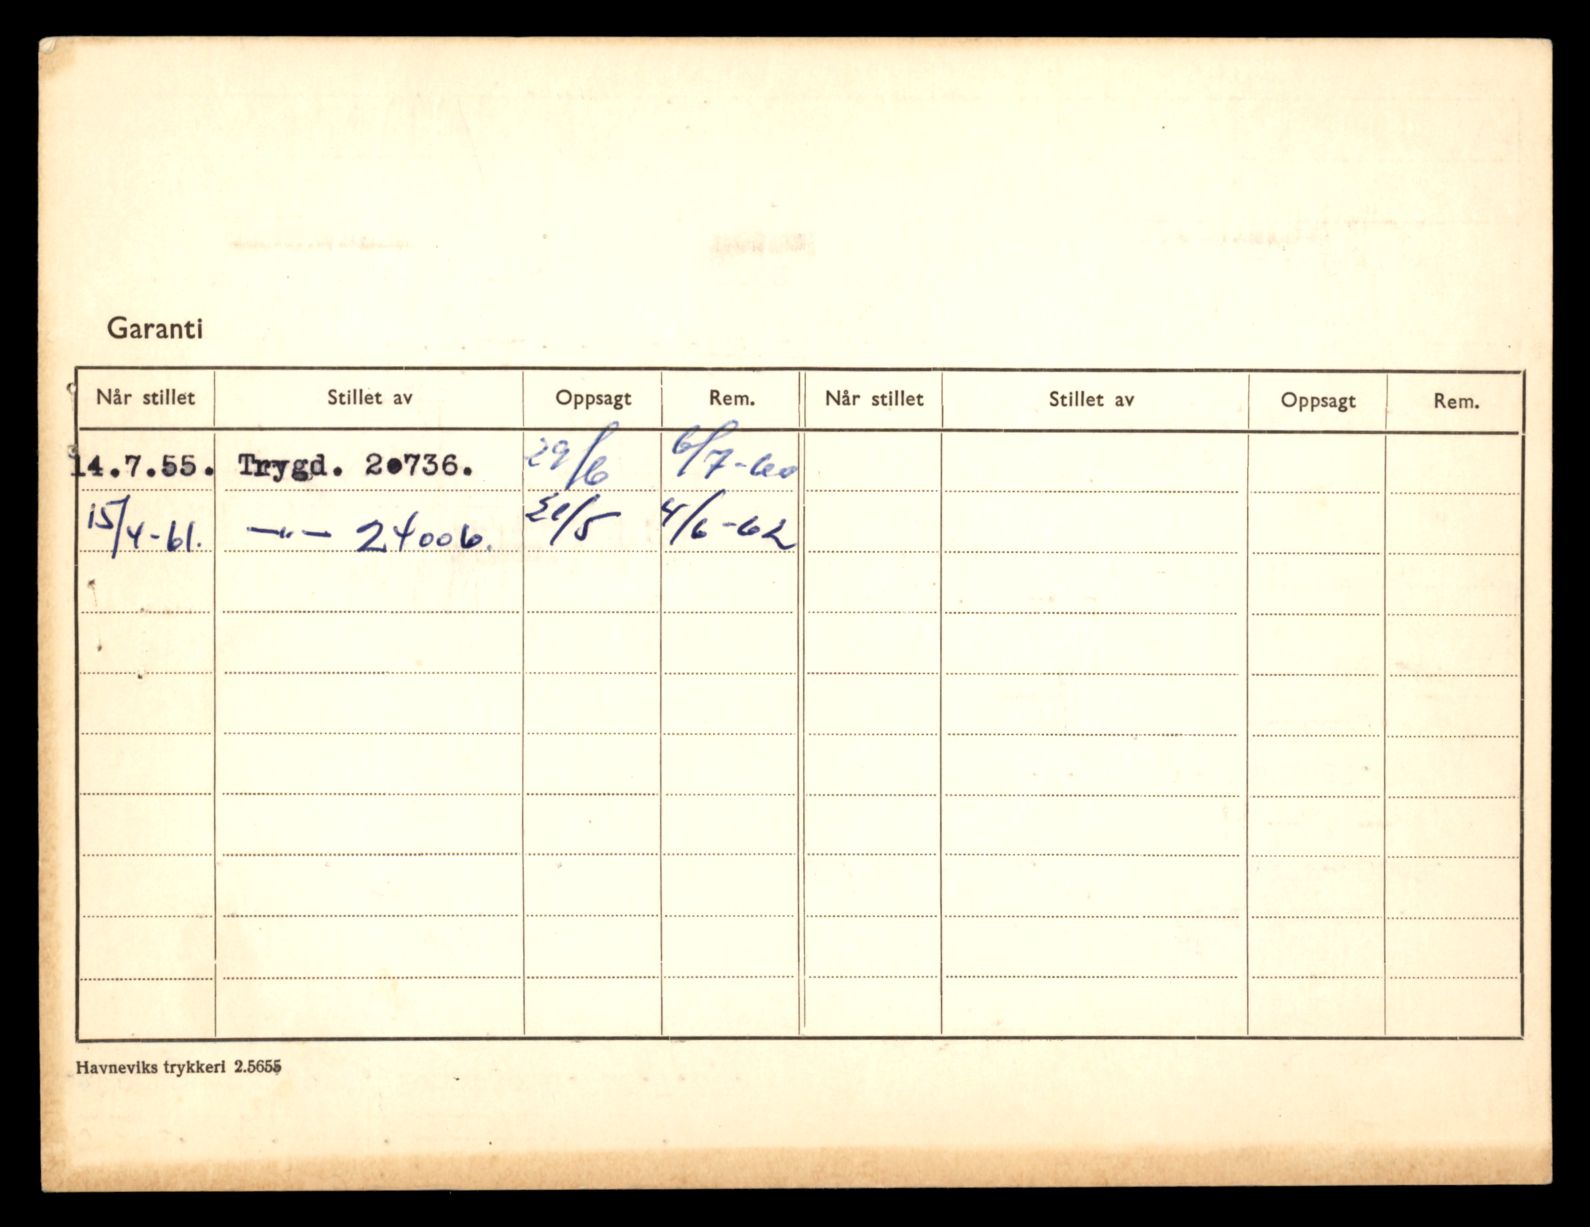 Garanti
Når stillet Stillet av Oppsagt Rem. Når stillet Stillet av Oppsagt Rem.
14.7.55. Trygd. 20736. 29/6 6/7-60
15/4-61. —"— 24006. /5 4/6-62
Havneviks trykkeri 2.5655